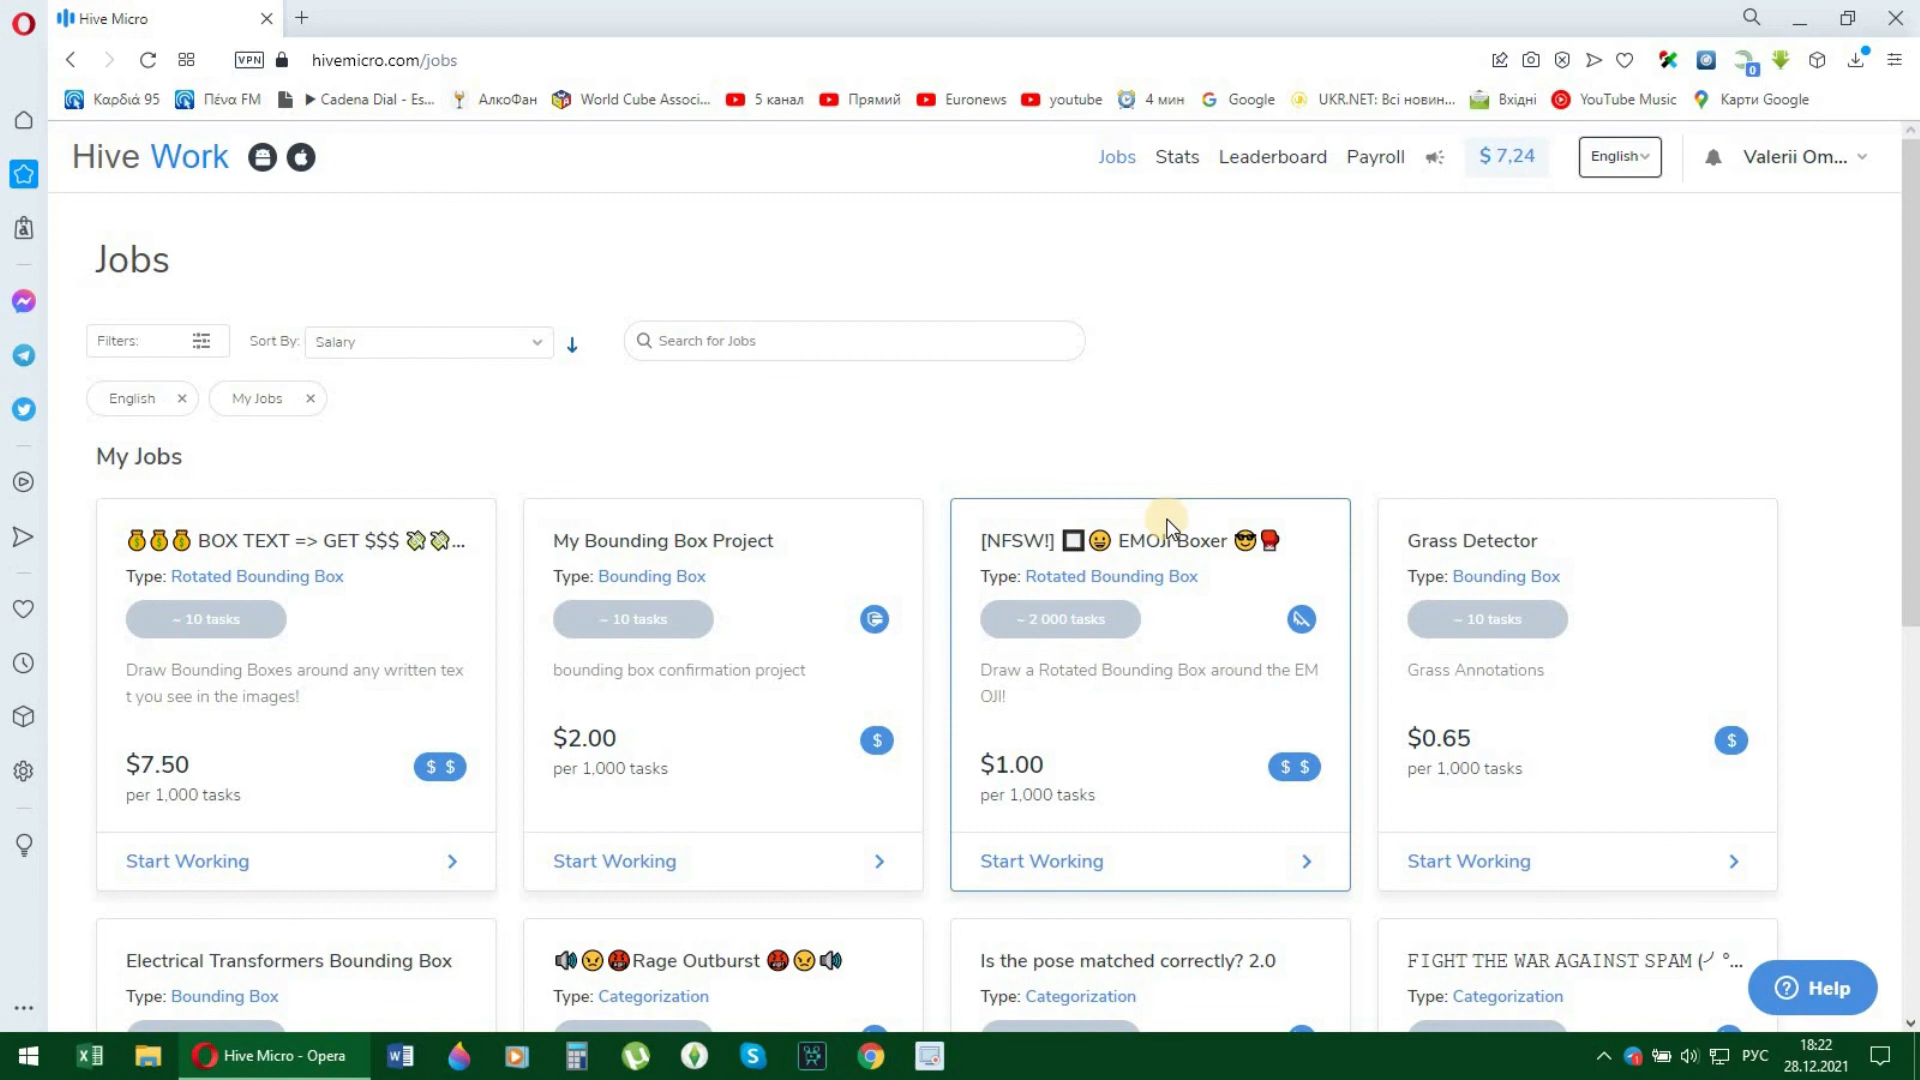 Hive Micro
VPN hivemicro.com/jobs
0
Καρδιά 95 Πένα FM ▶ Cadena Dial - Es... АлкоФан World Cube Associ... 5 канал Прямий Euronews youtube 4 мин Google UKR.NET: Всі новин... Вхідні YouTube Music Карти Google
Hive Work
Jobs Stats Leaderboard Payroll $ 7,24 English Valerii Om...
Jobs
Filters: Sort By: Salary Search for Jobs
English × My Jobs ×
My Jobs
💰💰💰 BOX TEXT => GET $$$ 💸💸...
Type: Rotated Bounding Box
~ 10 tasks
Draw Bounding Boxes around any written tex
t you see in the images!
$7.50
per 1,000 tasks
$ $
Start Working
My Bounding Box Project
Type: Bounding Box
~ 10 tasks
bounding box confirmation project
$2.00
per 1,000 tasks
$
Start Working
[NFSW!] 🔲😀 EMOJI Boxer 😎🥊
Type: Rotated Bounding Box
~ 2 000 tasks
Draw a Rotated Bounding Box around the EM
OJI!
$1.00
per 1,000 tasks
$ $
Start Working
Grass Detector
Type: Bounding Box
~ 10 tasks
Grass Annotations
$0.65
per 1,000 tasks
$
Start Working
Electrical Transformers Bounding Box
Type: Bounding Box
🔊😠🤬Rage Outburst 🤬😠🔊
Type: Categorization
Is the pose matched correctly? 2.0
Type: Categorization
FIGHT THE WAR AGAINST SPAM (╯°...
Type: Categorization
Help
Hive Micro - Opera
РУС
18:22
28.12.2021